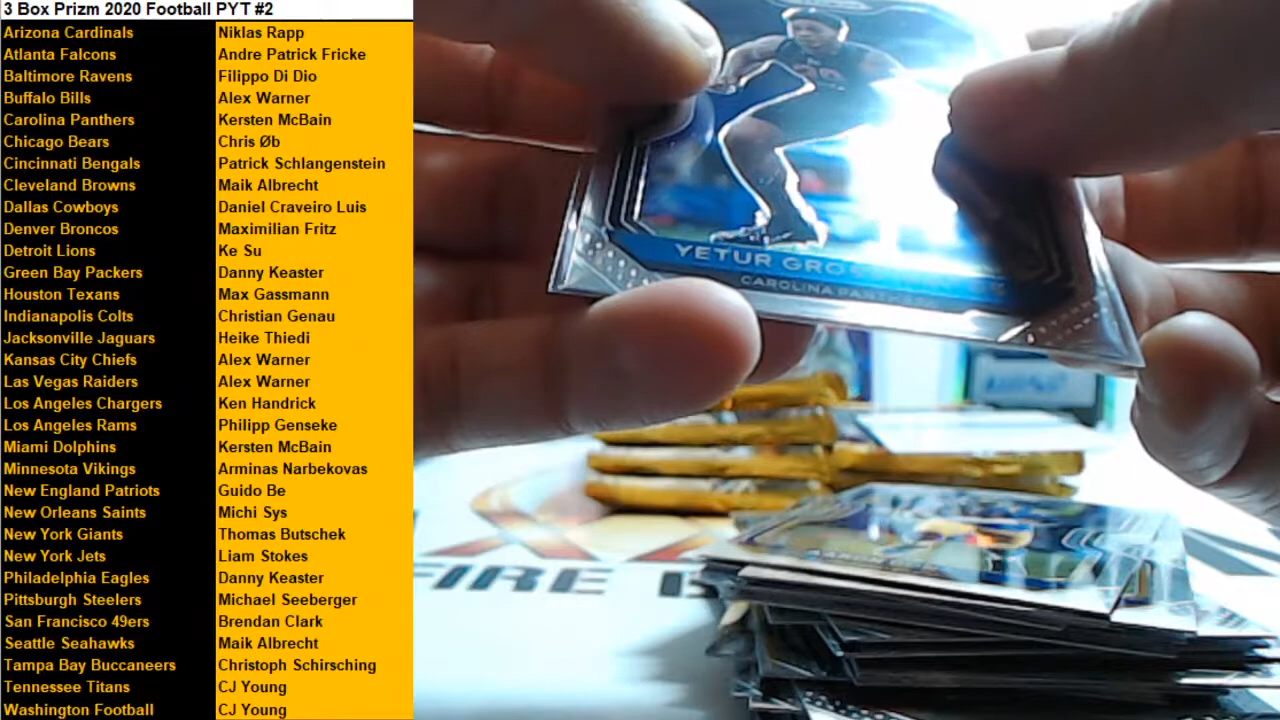 3 Box Prizm 2020 Football PYT #2
Arizona Cardinals Niklas Rapp
Atlanta Falcons Andre Patrick Fricke
Baltimore Ravens Filippo Di Dio
Buffalo Bills Alex Warner
Carolina Panthers Kersten McBain
Chicago Bears Chris Øb
Cincinnati Bengals Patrick Schlangenstein
Cleveland Browns Maik Albrecht
Dallas Cowboys Daniel Craveiro Luis
Denver Broncos Maximilian Fritz
Detroit Lions Ke Su
Green Bay Packers Danny Keaster
Houston Texans Max Gassmann
Indianapolis Colts Christian Genau
Jacksonville Jaguars Heike Thiedi
Kansas City Chiefs Alex Warner
Las Vegas Raiders Alex Warner
Los Angeles Chargers Ken Handrick
Los Angeles Rams Philipp Genseke
Miami Dolphins Kersten McBain
Minnesota Vikings Arminas Narbekovas
New England Patriots Guido Be
New Orleans Saints Michi Sys
New York Giants Thomas Butschek
New York Jets Liam Stokes
Philadelphia Eagles Danny Keaster
Pittsburgh Steelers Michael Seeberger
San Francisco 49ers Brendan Clark
Seattle Seahawks Maik Albrecht
Tampa Bay Buccaneers Christoph Schirsching
Tennessee Titans CJ Young
Washington Football CJ Young
YETUR
CAROLINA PANTHERS
FIRE